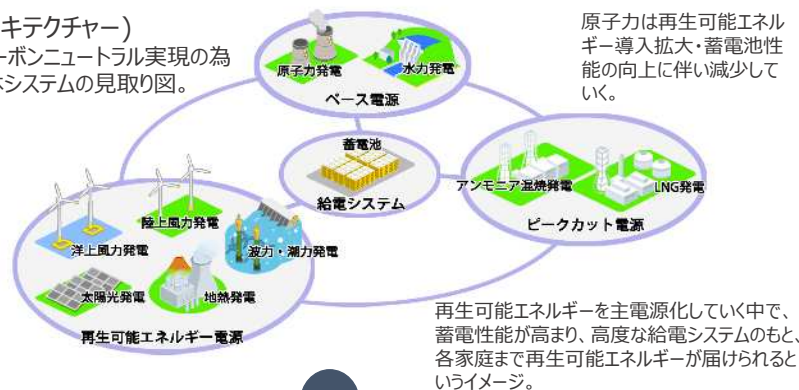 キテクチャー)
ーボンニュートラル実現の為
システムの見取り図。
原子力は再生可能エネル
ギー導入拡大・蓄電池性
能の向上に伴い減少して
いく。
原子力発電
水力発電
ベース電源
蓄電池
給電システム
アンモニア混焼発電
LNG発電
ピークカット電源
陸上風力発電
洋上風力発電
波力・潮力発電
太陽光発電
地熱発電
再生可能エネルギー電源
再生可能エネルギーを主電源化していく中で、
蓄電性能が高まり、高度な給電システムのもと、
各家庭まで再生可能エネルギーが届けられると
いうイメージ。